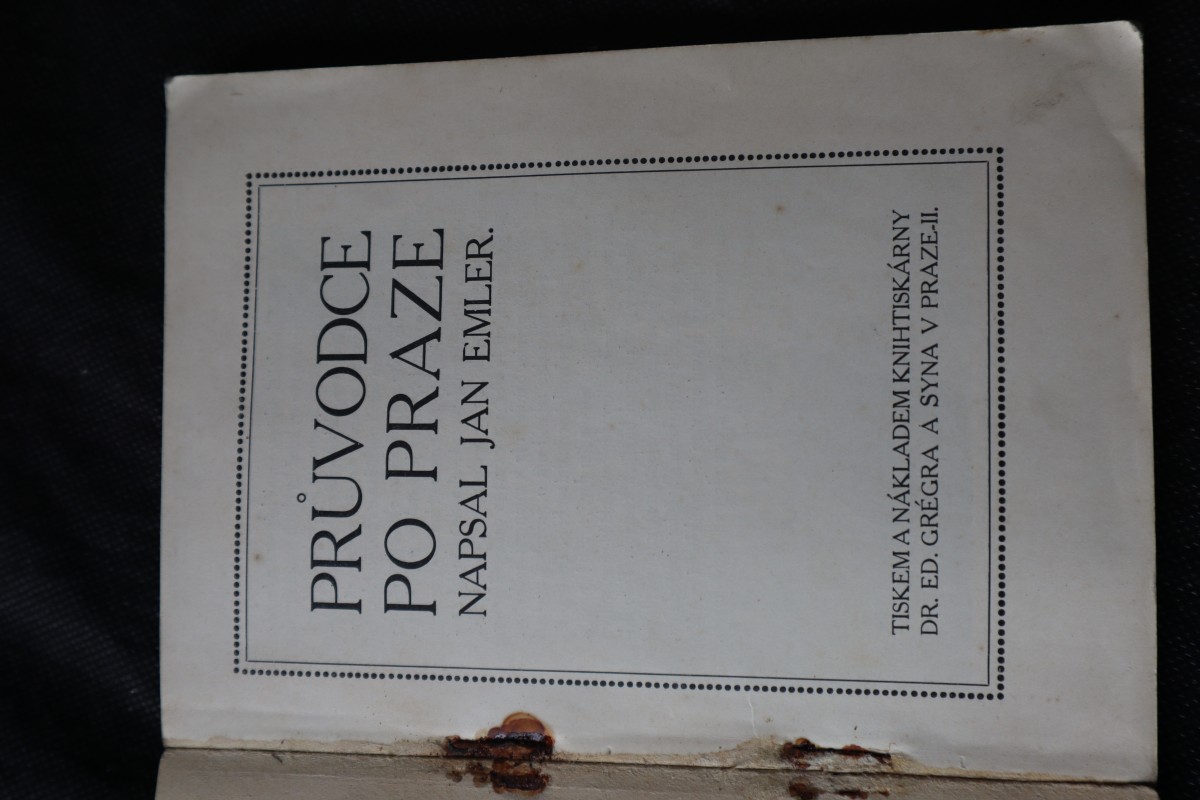 PRŮVODCE
PO PRAZE
NAPSAL JAN EMLER.
TISKEM A NÁKLADEM KNIHTISKÁRNY
DR. ED. GRÉGRA A SYNA V PRAZE-II.